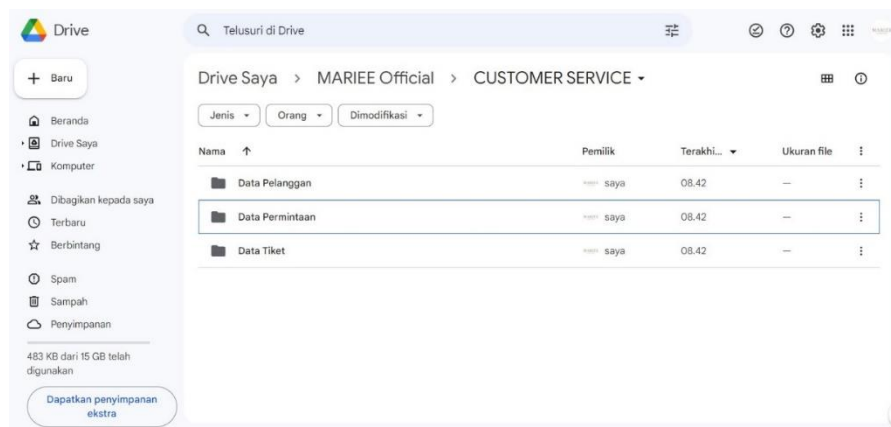 Drive
Telusuri di Drive
Baru
Drive Saya > MARIEE Official > CUSTOMER SERVICE
Jenis Orang Dimodifikasi
Beranda
Drive Saya
Komputer
Dibagikan kepada saya
Terbaru
Berbintang
Spam
Sampah
Penyimpanan
483 KB dari 15 GB telah
digunakan
Dapatkan penyimpanan
ekstra
Nama Pemilik Terakhi... Ukuran file
Data Pelanggan saya 08.42 —
Data Permintaan saya 08.42 —
Data Tiket saya 08.42 —